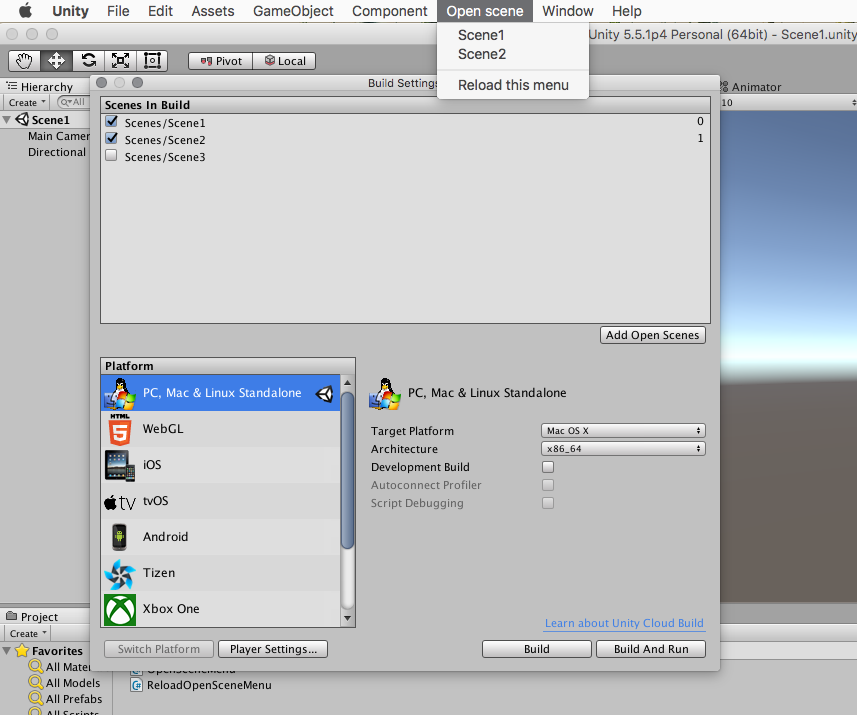 Unity File Edit Assets GameObject Component Open scene Window Help
Scene1
Scene2
Reload this menu
Unity 5.5.1p4 Personal (64bit) - Scene1.unity
Pivot Local
Hierarchy
Create
All
Scene1
Main Camer
Directional
Animator
10
Build Settings
Scenes In Build
Scenes/Scene1 0
Scenes/Scene2 1
Scenes/Scene3
Add Open Scenes
Platform
PC, Mac & Linux Standalone
HTML
5
WebGL
iOS
tv
tvOS
Android
Tizen
Xbox One
PC, Mac & Linux Standalone
Target Platform Mac OS X
Architecture x86_64
Development Build
Autoconnect Profiler
Script Debugging
Learn about Unity Cloud Build
Switch Platform Player Settings... Build Build And Run
Project
Create
Favorites
All Mater
All Models
All Prefabs
All Scripts
OpenSceneMenu
ReloadOpenSceneMenu